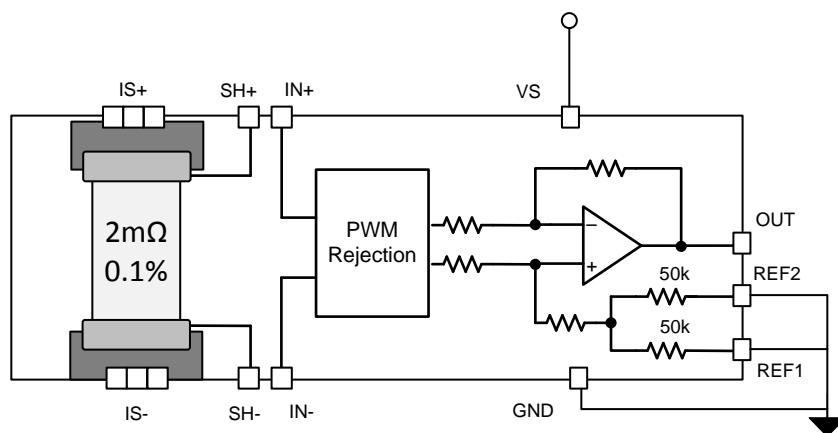 IS+
SH+
IN+
VS
2mΩ
0.1%
PWM
Rejection
−
+
OUT
REF2
50k
50k
REF1
IS-
SH-
IN-
GND